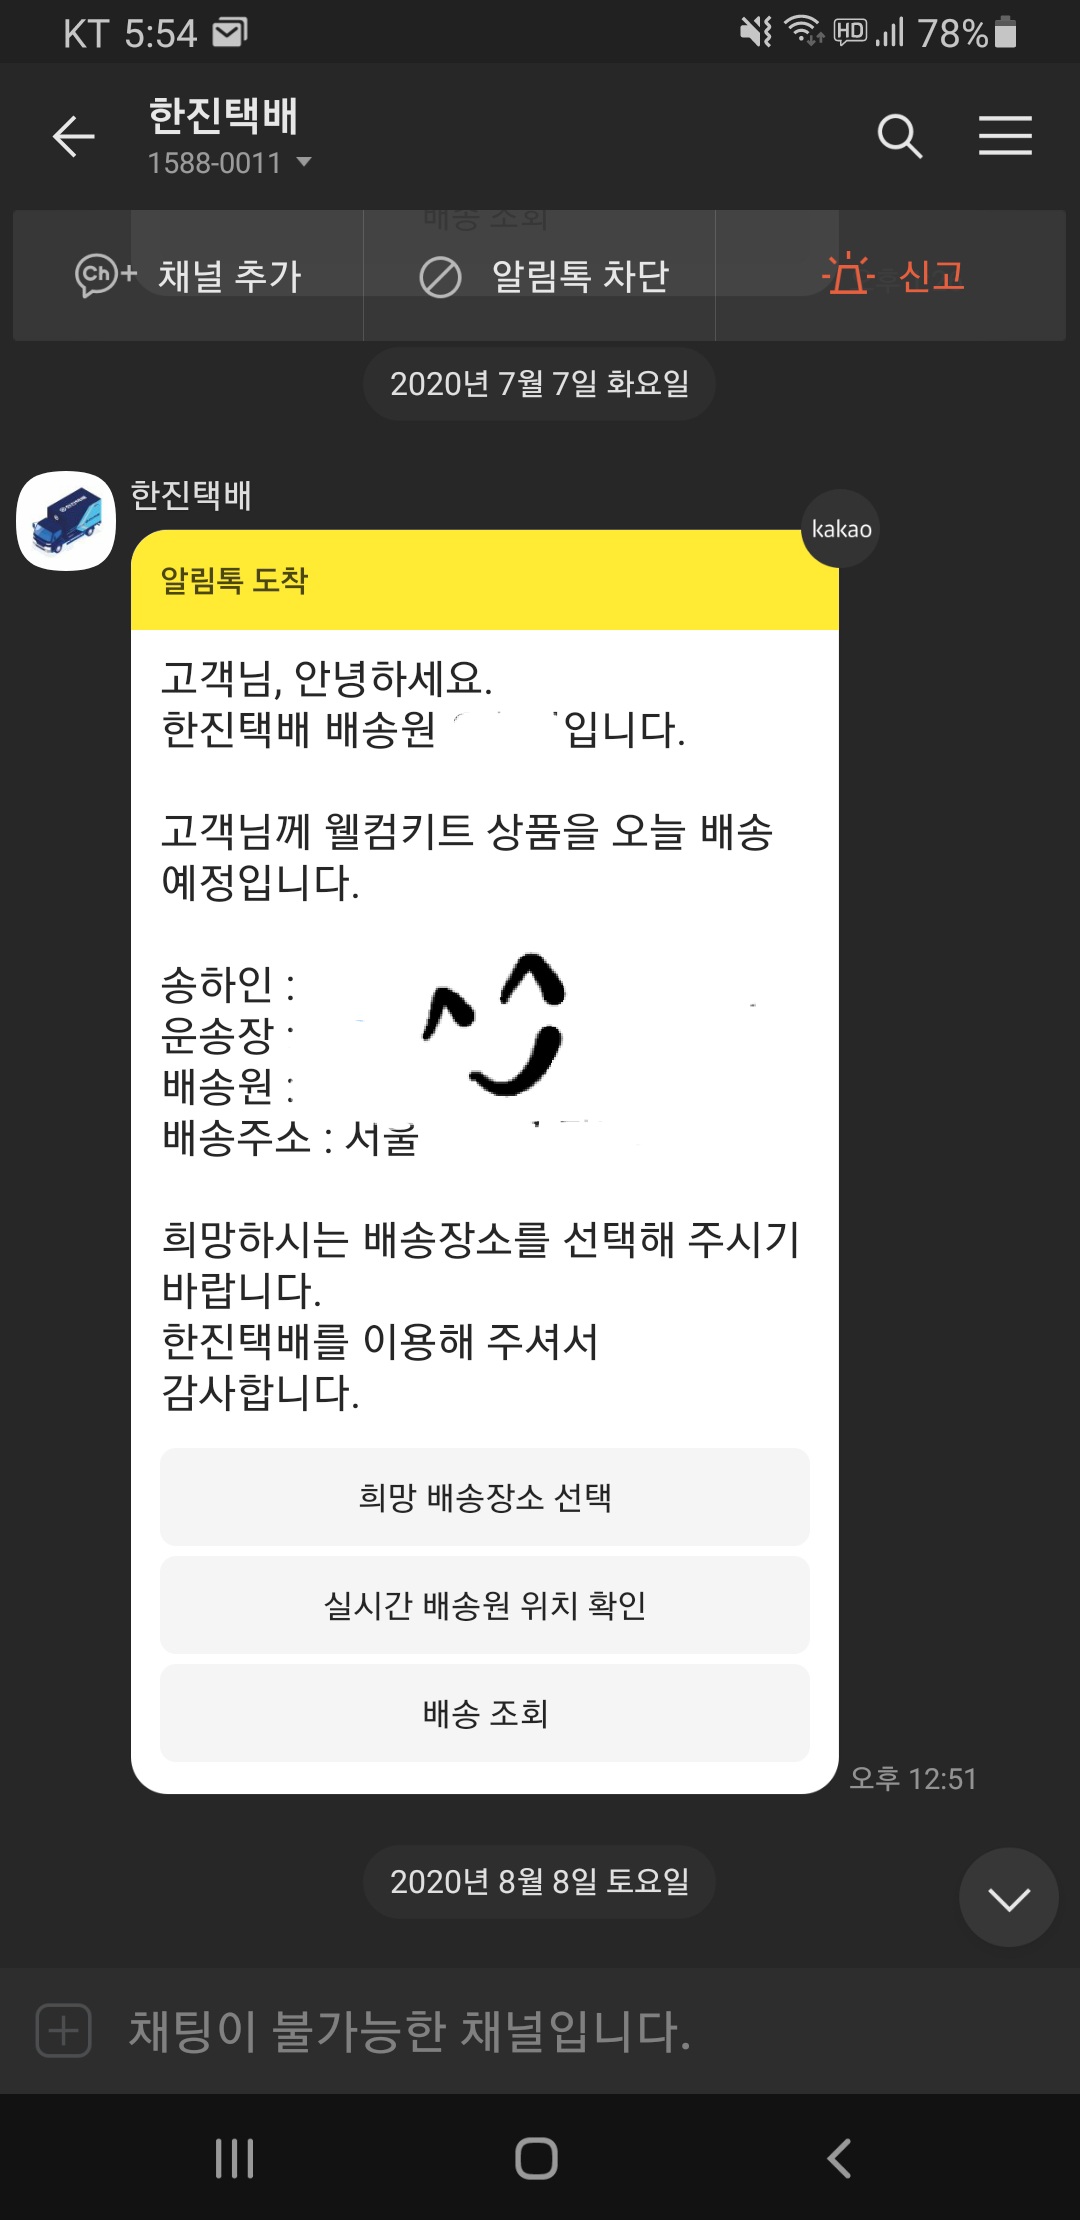 KT 5:54
HD 78%
한진택배
1588-0011
배송 조회
Ch+ 채널 추가
알림톡 차단
신고
2020년 7월 7일 화요일
한진택배
kakao
알림톡 도착
고객님, 안녕하세요.
한진택배 배송원 입니다.
고객님께 웰컴키트 상품을 오늘 배송
예정입니다.
송하인 :
운송장 :
배송원 :
배송주소 : 서울
희망하시는 배송장소를 선택해 주시기
바랍니다.
한진택배를 이용해 주셔서
감사합니다.
희망 배송장소 선택
실시간 배송원 위치 확인
배송 조회
오후 12:51
2020년 8월 8일 토요일
채팅이 불가능한 채널입니다.